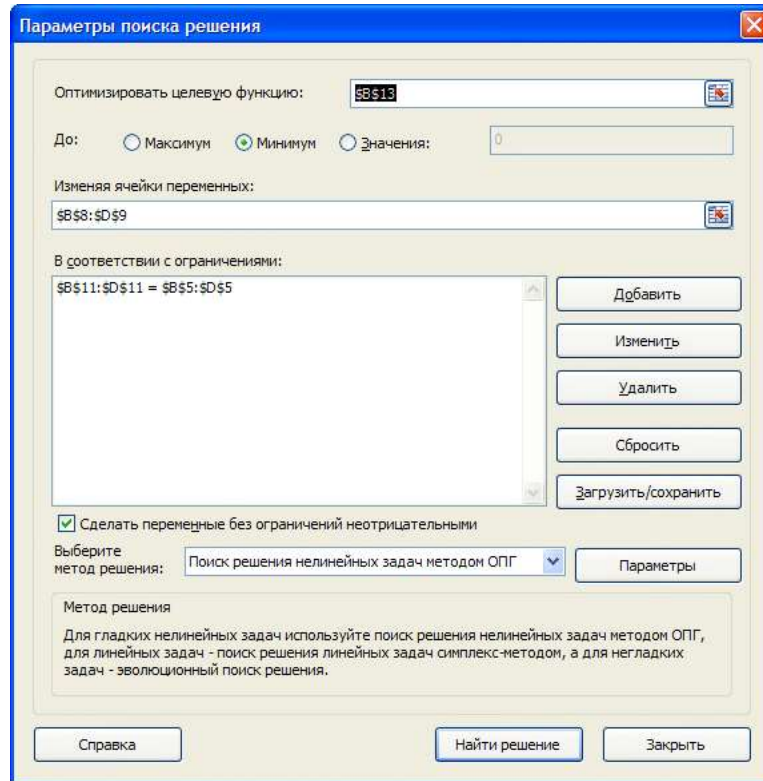 Параметры поиска решения
Оптимизировать целевую функцию: $B$13
До: Максимум Минимум Значения: 0
Изменяя ячейки переменных:
$B$8:$D$9
В соответствии с ограничениями:
$B$11:$D$11 = $B$5:$D$5
Добавить
Изменить
Удалить
Сбросить
Загрузить/сохранить
Сделать переменные без ограничений неотрицательными
Выберите
метод решения: Поиск решения нелинейных задач методом ОПГ Параметры
Метод решения
Для гладких нелинейных задач используйте поиск решения нелинейных задач методом ОПГ,
для линейных задач - поиск решения линейных задач симплекс-методом, а для негладких
задач - эволюционный поиск решения.
Справка Найти решение Закрыть